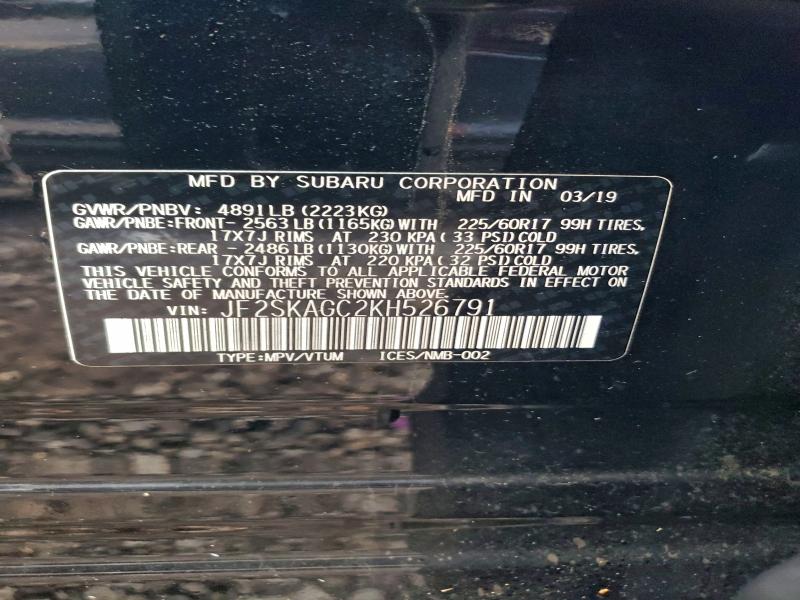 MFD BY SUBARU CORPORATION
MFD IN 03/19
GVWR/PNBV: 4891LB(2223KG)
GAWR/PNBE:FRONT-2563LB(1165KG)WITH 225/60R17 99H TIRES,
17X7J RIMS AT 230 KPA(33 PSI)COLD
GAWR/PNBE:REAR -2486LB(1130KG)WITH 225/60R17 99H TIRES,
17X7J RIMS AT 220 KPA(32 PSI)COLD
THIS VEHICLE CONFORMS TO ALL APPLICABLE FEDERAL MOTOR
VEHICLE SAFETY AND THEFT PREVENTION STANDARDS IN EFFECT ON
THE DATE OF MANUFACTURE SHOWN ABOVE.
VIN: JF2SKAGC2KH526791
TYPE:MPV/VTUM ICES/NMB-002